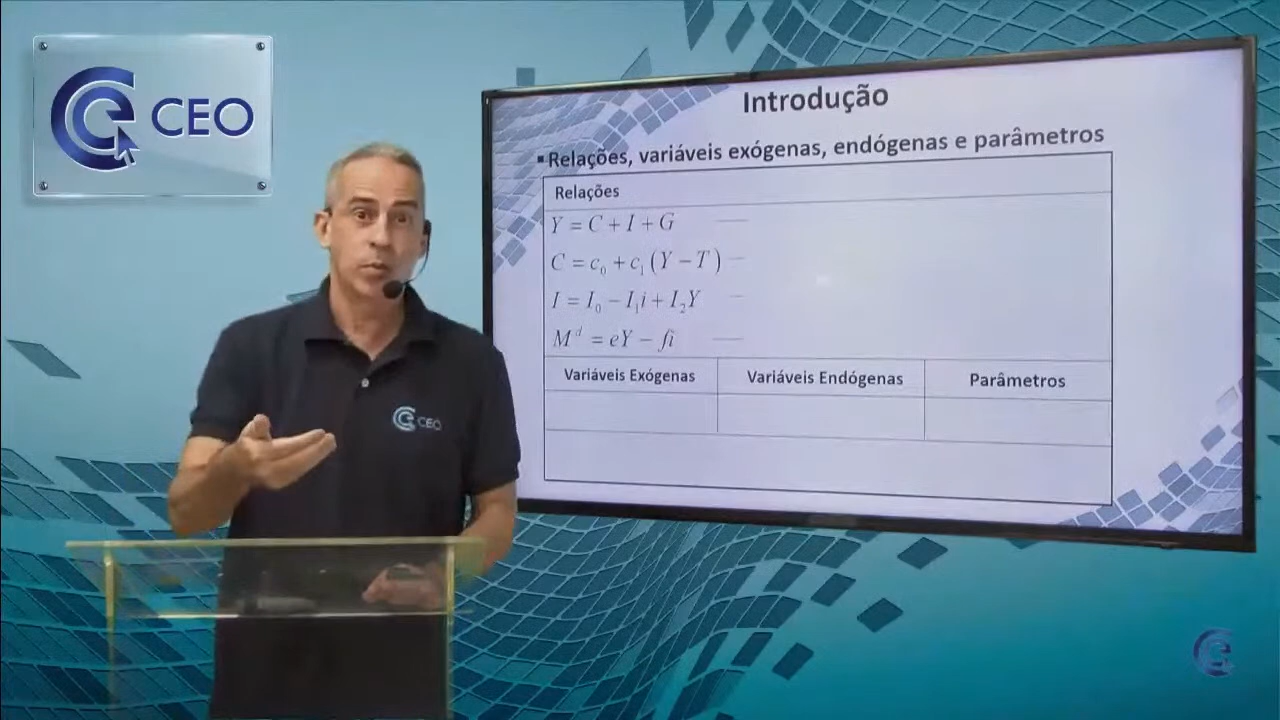 CEO
Introdução
▪Relações, variáveis exógenas, endógenas e parâmetros
Relações
Y = C + I + G
C = c₀ + c₁ (Y − T)
I = I₀ − I₁i + I₂Y
Mᵈ = eY − fi
Variáveis Exógenas Variáveis Endógenas Parâmetros
CEO